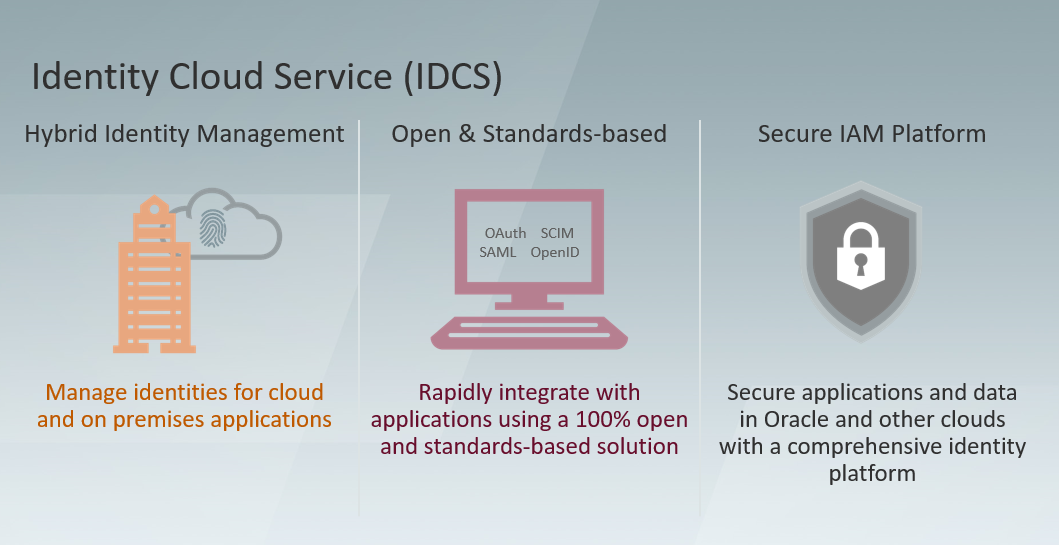 Identity Cloud Service (IDCS)
Hybrid Identity Management
Manage identities for cloud
and on premises applications
Open & Standards-based
OAuth SCIM
SAML OpenID
Rapidly integrate with
applications using a 100% open
and standards-based solution
Secure IAM Platform
Secure applications and data
in Oracle and other clouds
with a comprehensive identity
platform